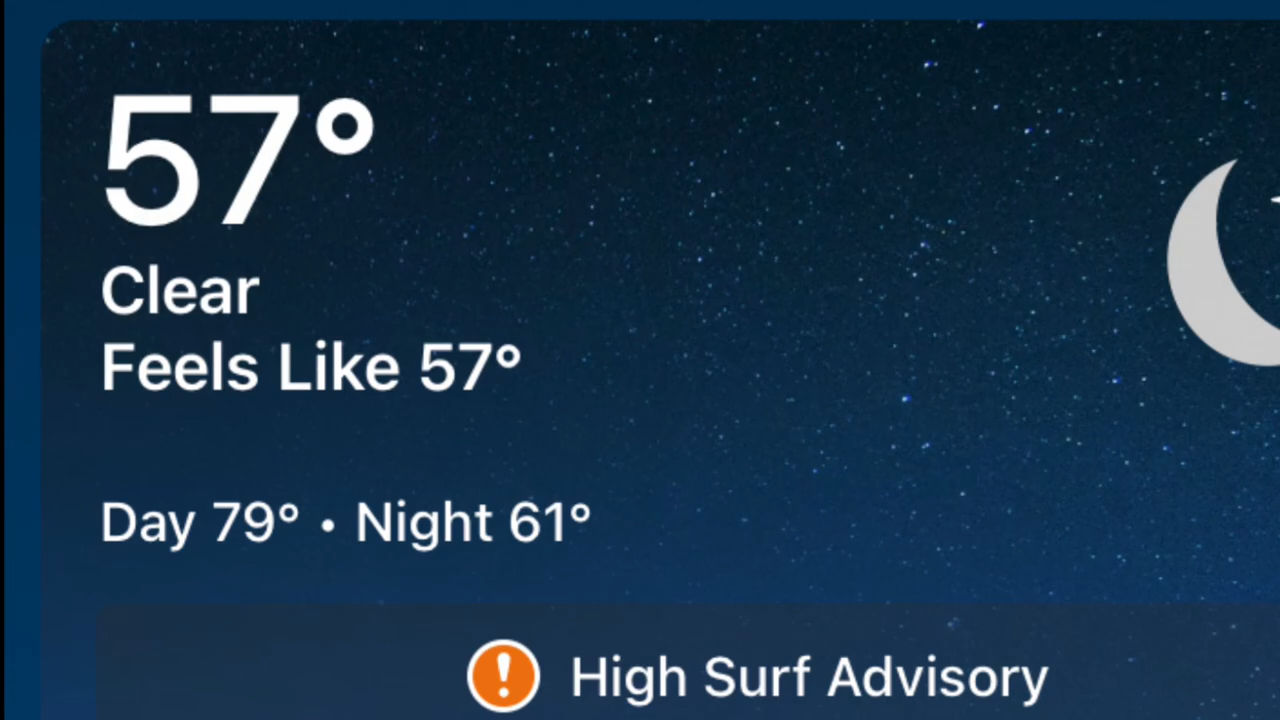 57°
Clear
Feels Like 57°
Day 79° • Night 61°
High Surf Advisory